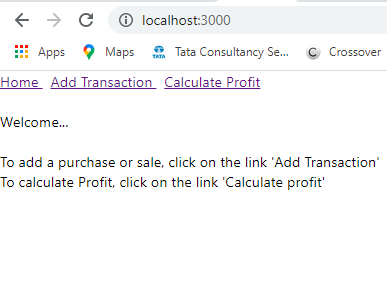 localhost:3000
Apps Maps Tata Consultancy Se... Crossover
Home Add Transaction Calculate Profit
Welcome...
To add a purchase or sale, click on the link 'Add Transaction'
To calculate Profit, click on the link 'Calculate profit'